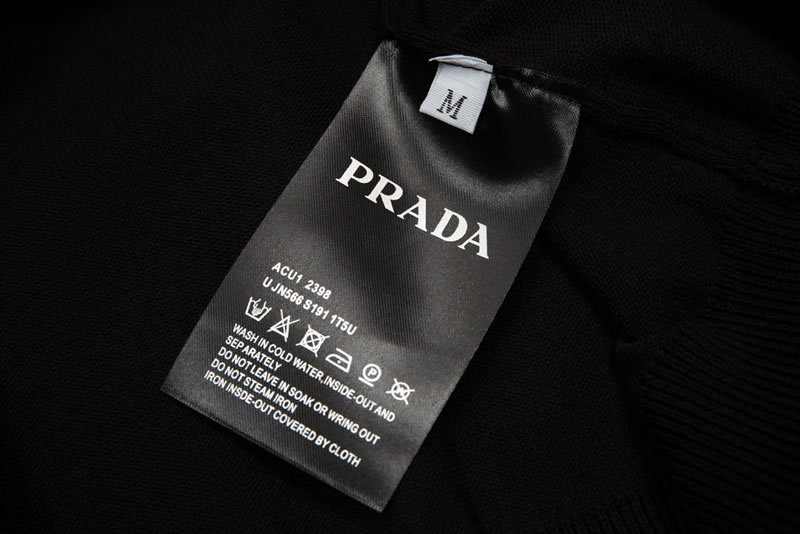 M
PRADA
ACU1 2398
UJN566 S191 1T5U
P
WASH IN COLD WATER,INSIDE-OUT AND
SEPARATELY
DO NOT LEAVE IN SOAK OR WRING OUT
DO NOT STEAM IRON
IRON INSDE-OUT COVERED BY CLOTH